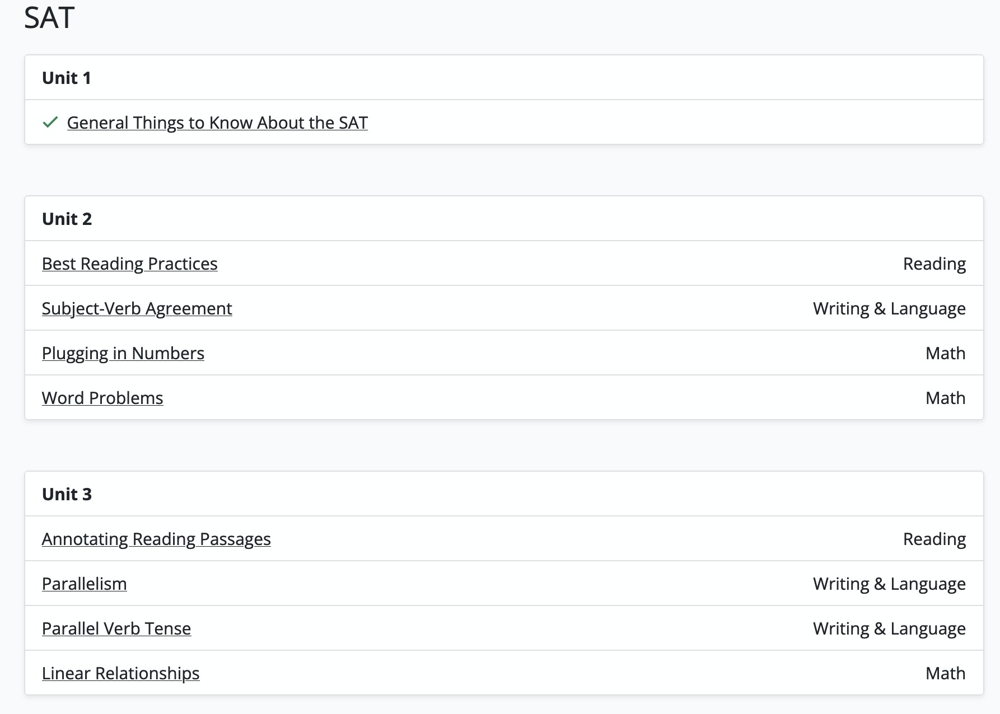 SAT
Unit 1
General Things to Know About the SAT
Unit 2
Best Reading Practices Reading
Subject-Verb Agreement Writing & Language
Plugging in Numbers Math
Word Problems Math
Unit 3
Annotating Reading Passages Reading
Parallelism Writing & Language
Parallel Verb Tense Writing & Language
Linear Relationships Math